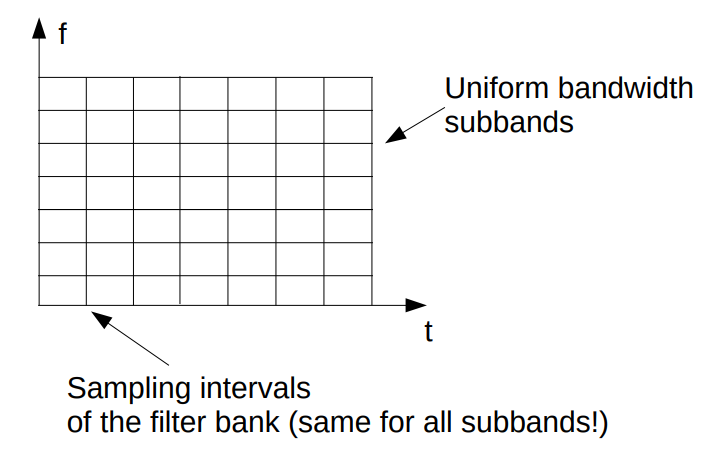 f
Uniform bandwidth
subbands
t
Sampling intervals
of the filter bank (same for all subbands!)